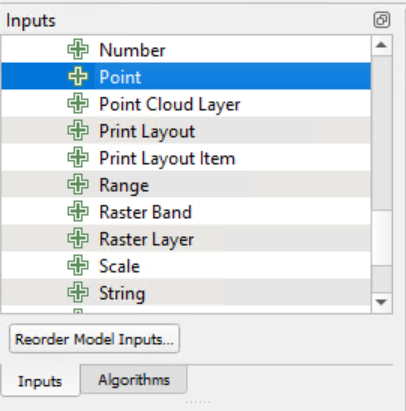 Inputs
Number
Point
Point Cloud Layer
Print Layout
Print Layout Item
Range
Raster Band
Raster Layer
Scale
String
Reorder Model Inputs...
Inputs Algorithms